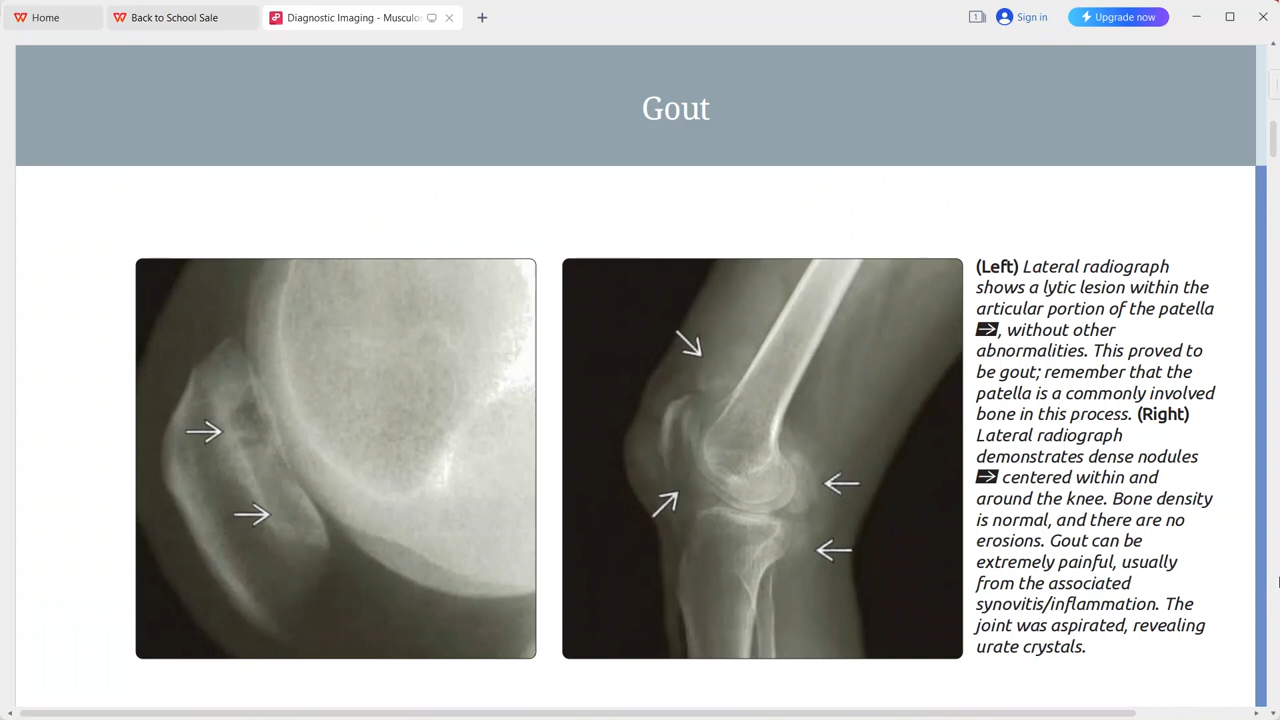 Home
Back to School Sale
Diagnostic Imaging - Musculo
1
Sign in
Upgrade now
Gout
(Left) Lateral radiograph
shows a lytic lesion within the
articular portion of the patella
, without other
abnormalities. This proved to
be gout; remember that the
patella is a commonly involved
bone in this process. (Right)
Lateral radiograph
demonstrates dense nodules
centered within and
around the knee. Bone density
is normal, and there are no
erosions. Gout can be
extremely painful, usually
from the associated
synovitis/inflammation. The
joint was aspirated, revealing
urate crystals.